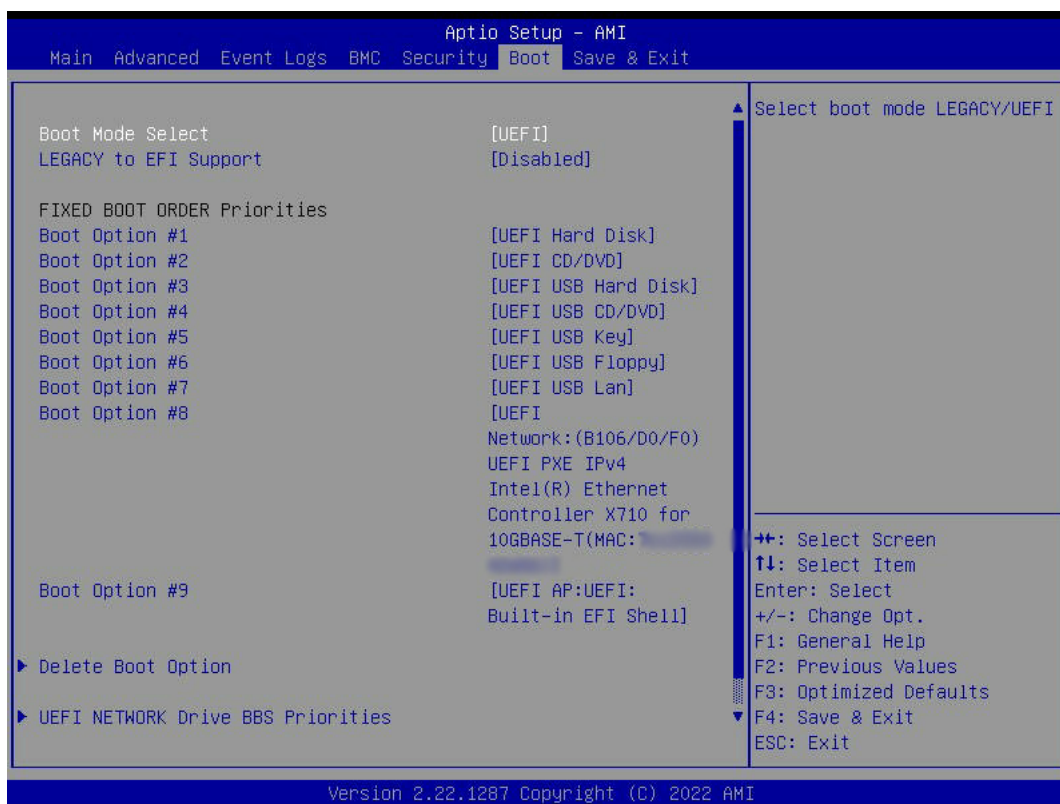 Aptio Setup - AMI
Main Advanced Event Logs BMC Security Boot Save & Exit
Boot Mode Select [UEFI]
LEGACY to EFI Support [Disabled]
FIXED BOOT ORDER Priorities
Boot Option #1 [UEFI Hard Disk]
Boot Option #2 [UEFI CD/DVD]
Boot Option #3 [UEFI USB Hard Disk]
Boot Option #4 [UEFI USB CD/DVD]
Boot Option #5 [UEFI USB Key]
Boot Option #6 [UEFI USB Floppy]
Boot Option #7 [UEFI USB Lan]
Boot Option #8 [UEFI
Network:(B106/D0/F0)
UEFI PXE IPv4
Intel(R) Ethernet
Controller X710 for
10GBASE-T(MAC:
Boot Option #9 [UEFI AP:UEFI:
Built-in EFI Shell]
Delete Boot Option
UEFI NETWORK Drive BBS Priorities
Select boot mode LEGACY/UEFI
→←: Select Screen
↑↓: Select Item
Enter: Select
+/-: Change Opt.
F1: General Help
F2: Previous Values
F3: Optimized Defaults
F4: Save & Exit
ESC: Exit
Version 2.22.1287 Copyright (C) 2022 AMI